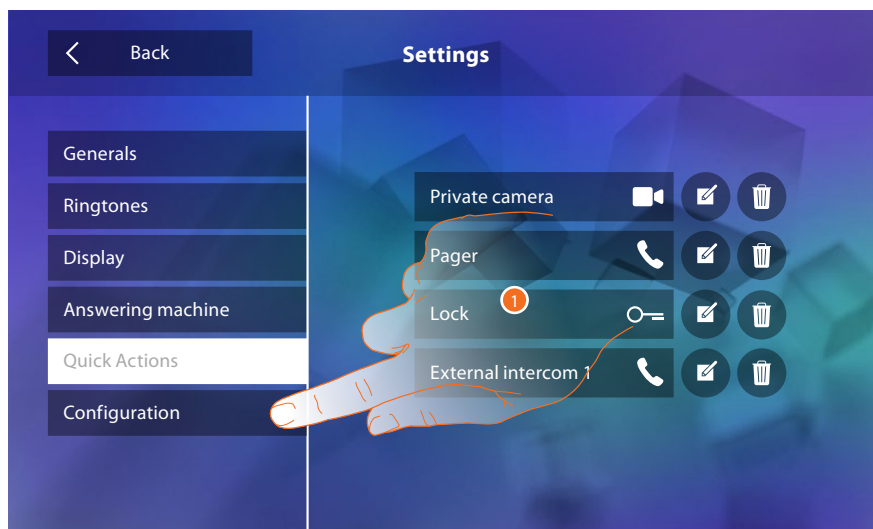 Back
Settings
Generals
Ringtones
Display
Answering machine
Quick Actions
Configuration
Private camera
Pager
Lock
1
External intercom 1